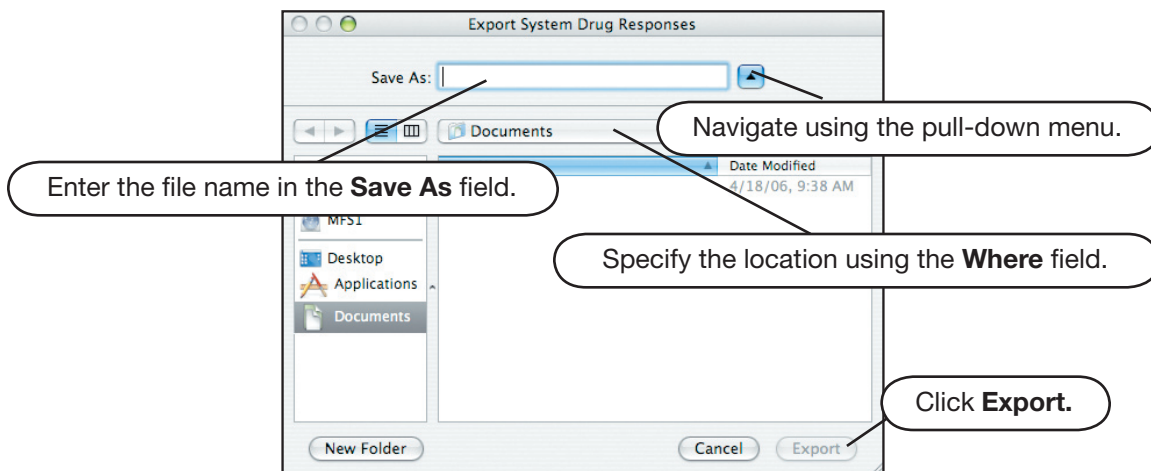 Export System Drug Responses
Save As:
Navigate using the pull-down menu.
Documents
Date Modified
Enter the file name in the Save As field.
4/18/06, 9:38 AM
MFS1
Specify the location using the Where field.
Desktop
Applications
Documents
Click Export.
New Folder
Cancel
Export